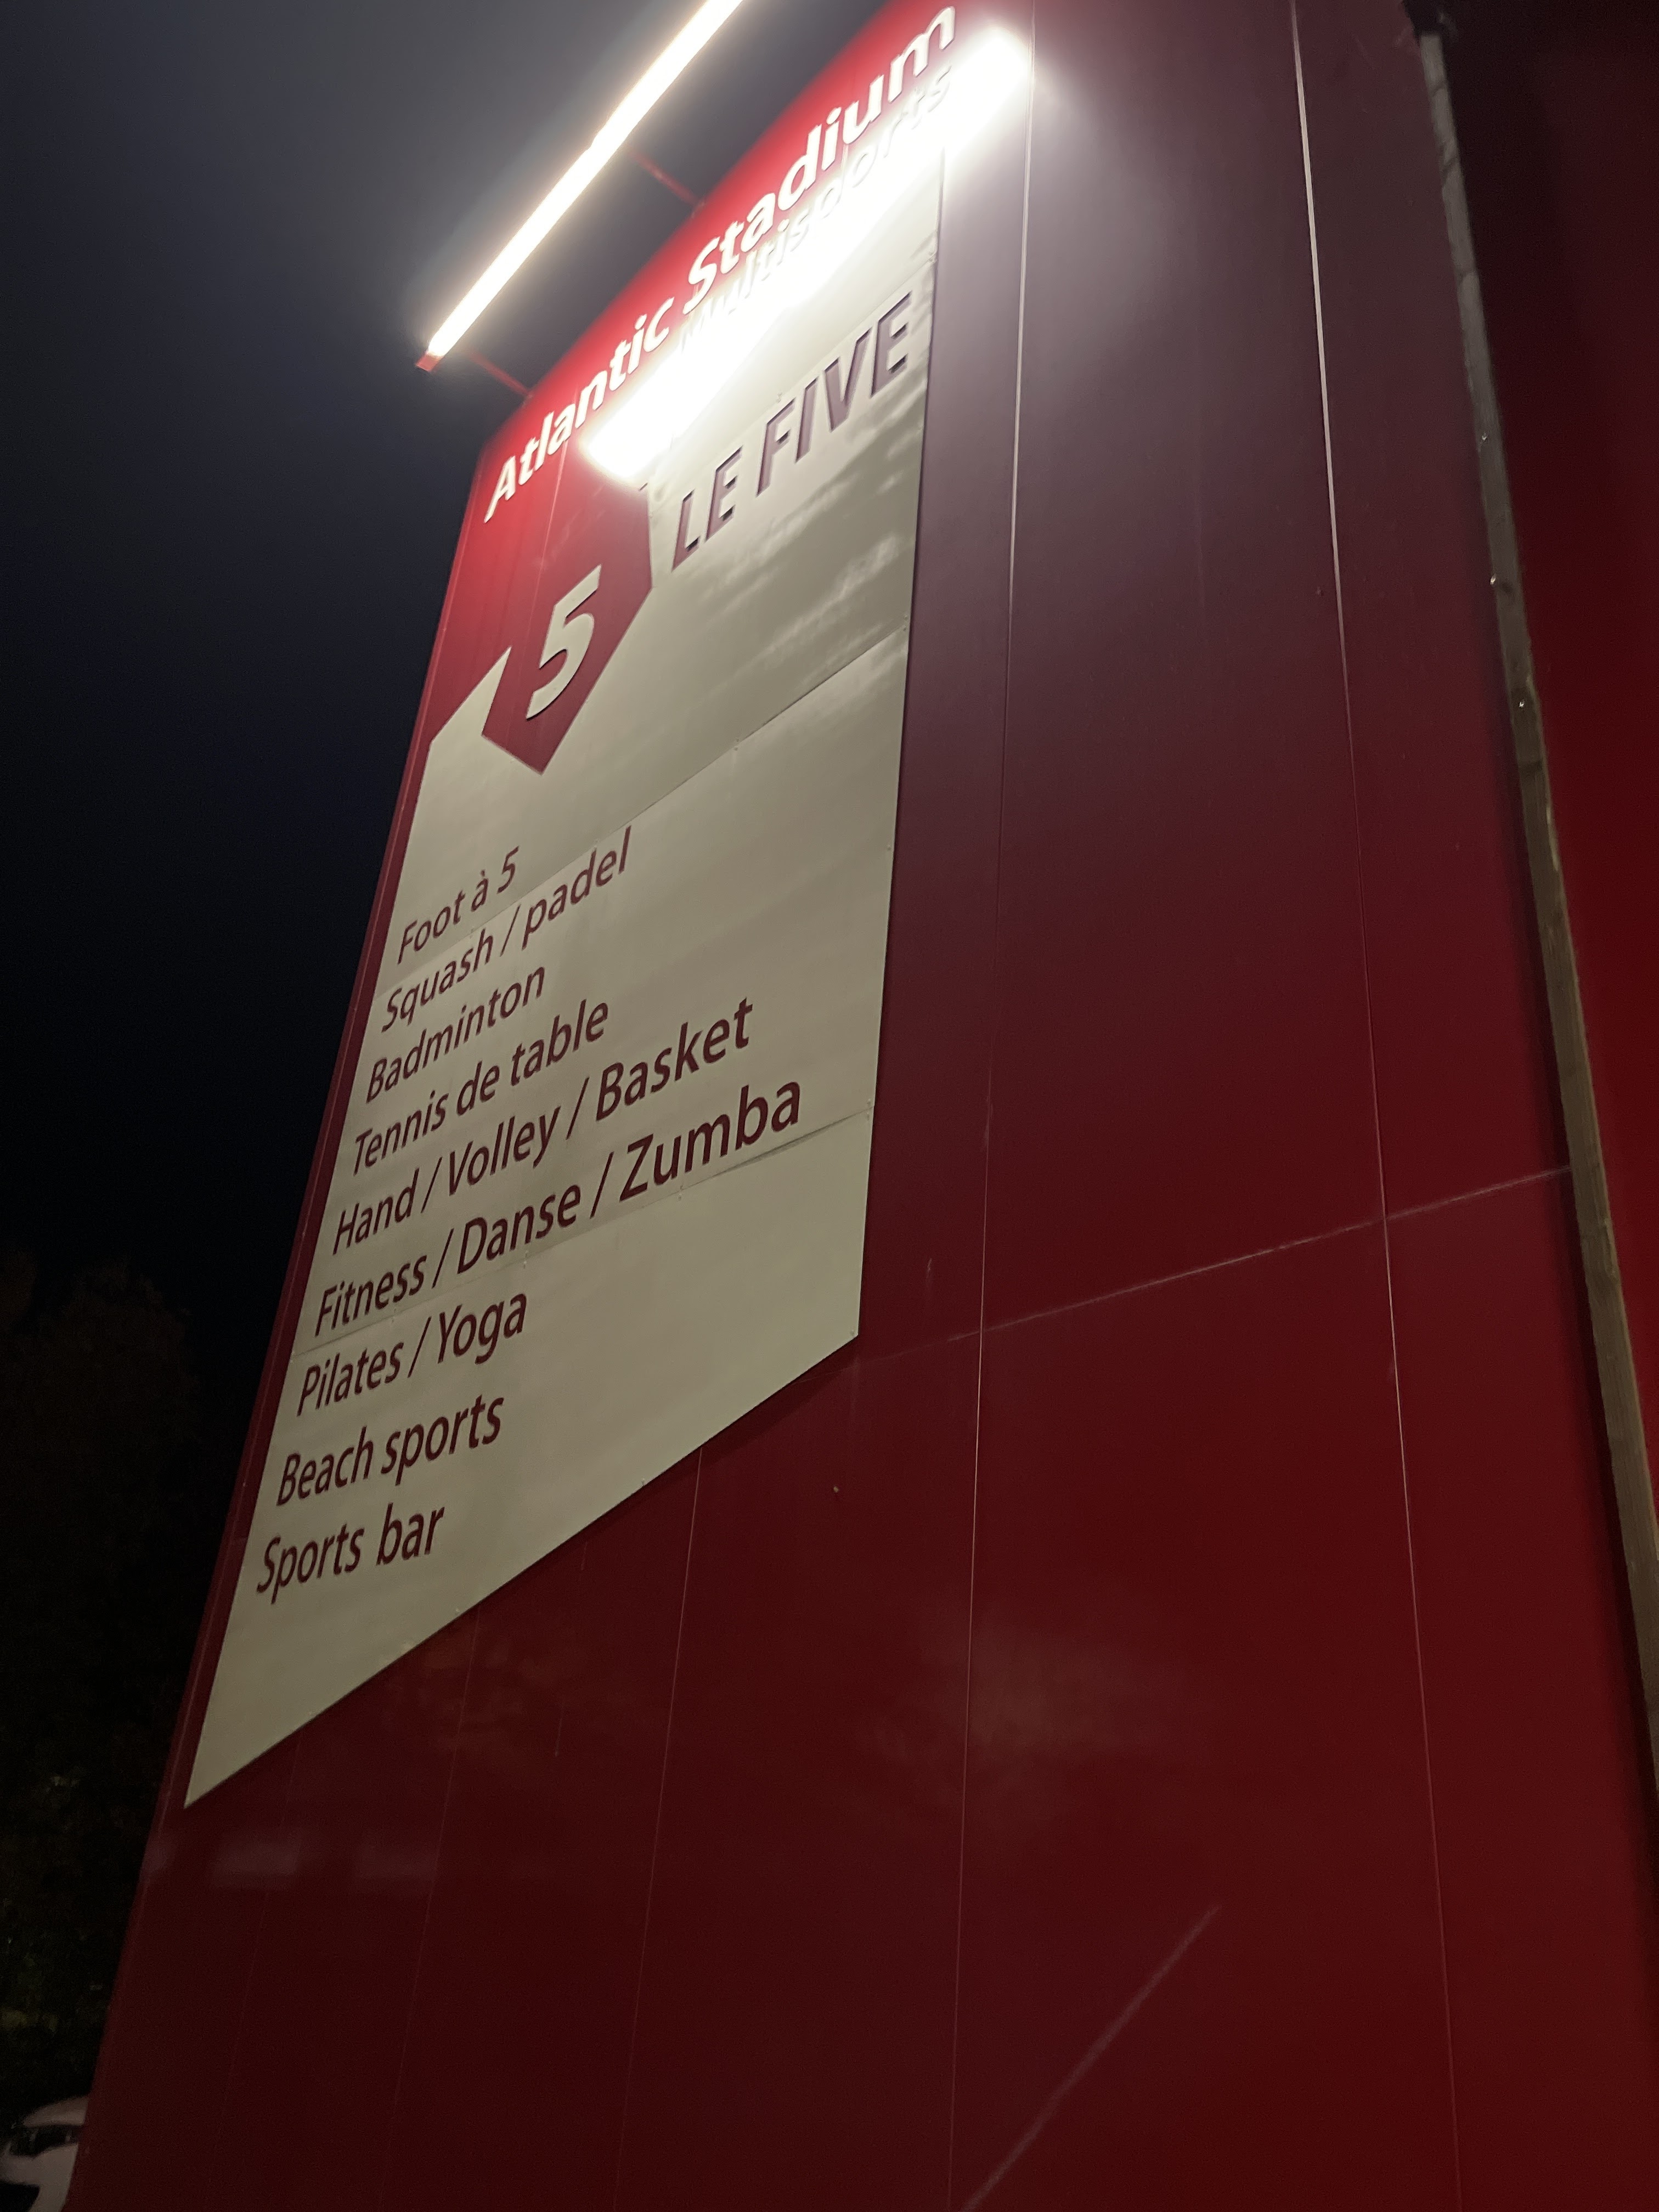 Atlantic Stadium
Multisports
LE FIVE
5
Foot à 5
Squash / padel
Badminton
Tennis de table
Hand / Volley / Basket
Fitness / Danse / Zumba
Pilates / Yoga
Beach sports
Sports bar